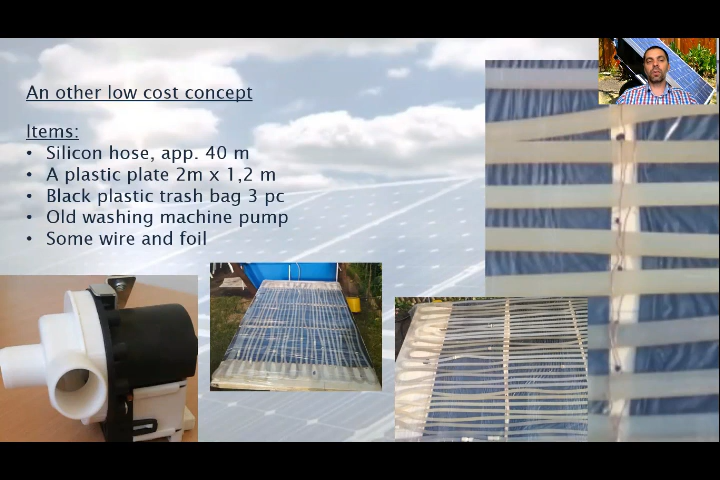 An other low cost concept
Items:
• Silicon hose, app. 40 m
• A plastic plate 2m x 1,2 m
• Black plastic trash bag 3 pc
• Old washing machine pump
• Some wire and foil